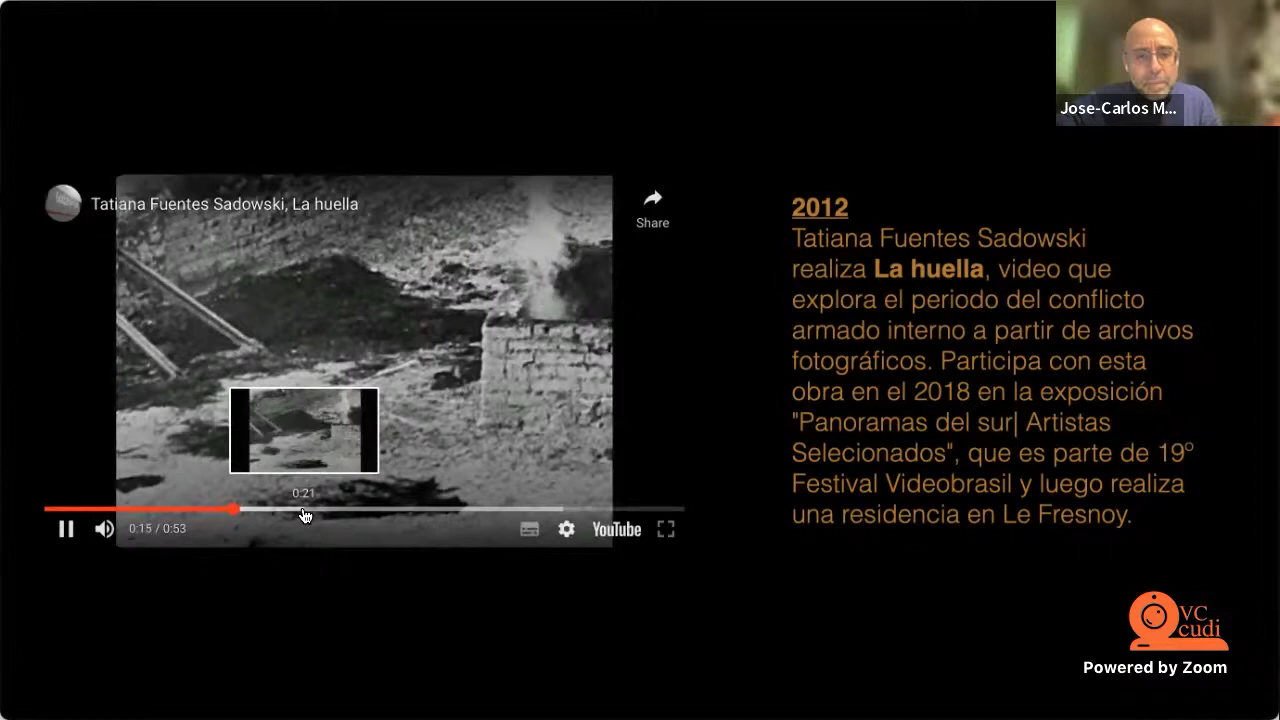 Jose-Carlos M...
Tatiana Fuentes Sadowski, La huella
Share
0:21
0:15 / 0:53
YouTube
2012
Tatiana Fuentes Sadowski
realiza La huella, video que
explora el periodo del conflicto
armado interno a partir de archivos
fotográficos. Participa con esta
obra en el 2018 en la exposición
"Panoramas del sur| Artistas
Selecionados", que es parte de 19º
Festival Videobrasil y luego realiza
una residencia en Le Fresnoy.
VC
cudi
Powered by Zoom